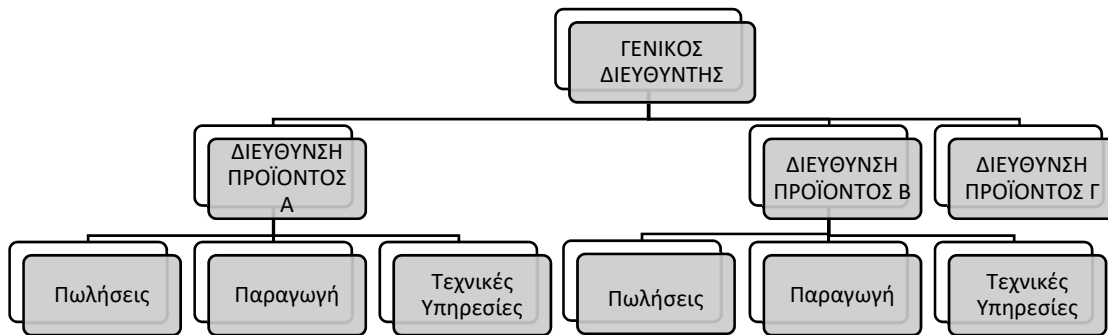 ΓΕΝΙΚΟΣ
ΔΙΕΥΘΥΝΤΗΣ
ΔΙΕΥΘΥΝΣΗ
ΠΡΟΪΟΝΤΟΣ
Α
ΔΙΕΥΘΥΝΣΗ
ΠΡΟΪΟΝΤΟΣ Β
ΔΙΕΥΘΥΝΣΗ
ΠΡΟΪΟΝΤΟΣ Γ
Πωλήσεις
Παραγωγή
Τεχνικές
Υπηρεσίες
Πωλήσεις
Παραγωγή
Τεχνικές
Υπηρεσίες